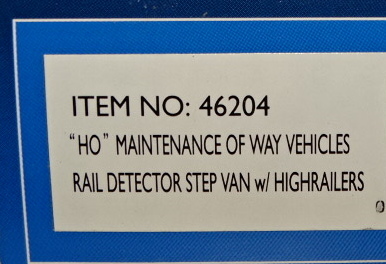 ITEM NO: 46204
"HO" MAINTENANCE OF WAY VEHICLES
RAIL DETECTOR STEP VAN w/ HIGHRAILERS